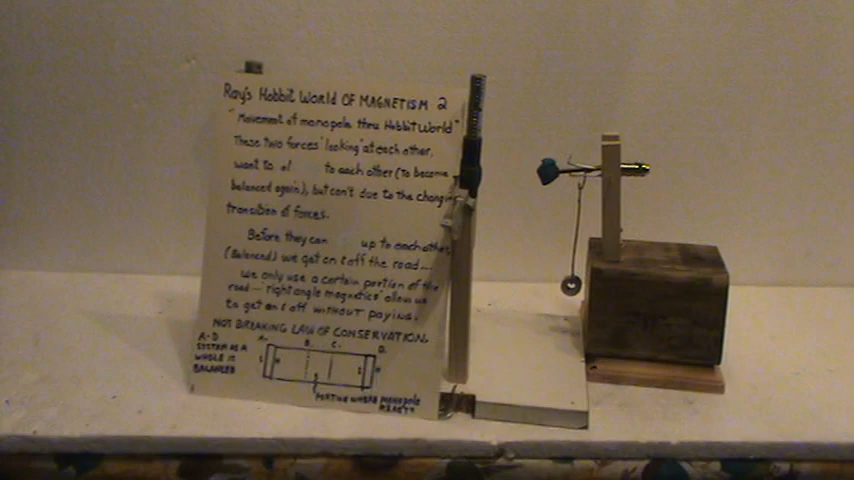 Ray's Hobbit World OF MAGNETISM 2
"Movement of monopole thru Hobbit World"
These two forces 'looking' at each other,
want to to each other (to become
balanced again), but can't due to the changing
transition of forces.
Before they can up to each other
(Balanced) we get on & off the road...
we only use a certain portion of the
road - "right angle magnetics" allow us
to get on & off without paying.
NOT BREAKING LAW OF CONSERVATION.
A-D
SYSTEM AS A
WHOLE IS
BALANCED
A. B. C. D.
PORTION WHERE MONOPOLE